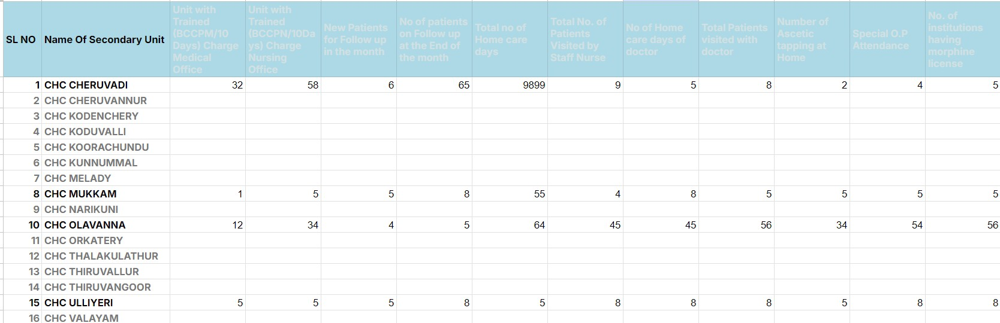 SL NO Name Of Secondary Unit Unit with Trained (BCCPM/10 Days) Charge Medical Office Unit with Trained (BCCPN/10Da ys) Charge Nursing Office New Patients for Follow up in the month No of patients on Follow up at the End of the month Total no of Home care days Total No. of Patients Visited by Staff Nurse No of Home care days of doctor Total Patients visited with doctor Number of Ascetic tapping at Home Special O.P Attendance No. of institutions having morphine license
1 CHC CHERUVADI 32 58 6 65 9899 9 5 8 2 4 5
2 CHC CHERUVANNUR
3 CHC KODENCHERY
4 CHC KODUVALLI
5 CHC KOORACHUNDU
6 CHC KUNNUMMAL
7 CHC MELADY
8 CHC MUKKAM 1 5 5 8 55 4 8 5 5 5 5
9 CHC NARIKUNI
10 CHC OLAVANNA 12 34 4 5 64 45 45 56 34 54 56
11 CHC ORKATERY
12 CHC THALAKULATHUR
13 CHC THIRUVALLUR
14 CHC THIRUVANGOOR
15 CHC ULLIYERI 5 5 5 8 5 8 8 8 5 8 8
16 CHC VALAYAM